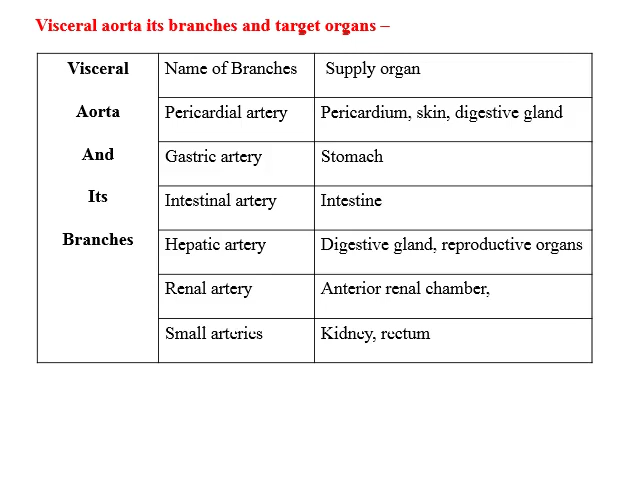 Visceral aorta its branches and target organs –
Visceral
Aorta
And
Its
Branches
Name of Branches Supply organ
Pericardial artery Pericardium, skin, digestive gland
Gastric artery Stomach
Intestinal artery Intestine
Hepatic artery Digestive gland, reproductive organs
Renal artery Anterior renal chamber,
Small arteries Kidney, rectum